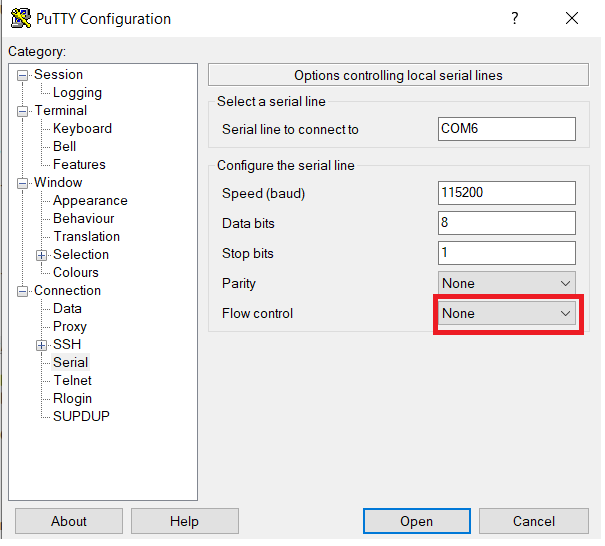 PuTTY Configuration
?
Category:
Session
Logging
Terminal
Keyboard
Bell
Features
Window
Appearance
Behaviour
Translation
Selection
Colours
Connection
Data
Proxy
SSH
Serial
Telnet
Rlogin
SUPDUP
Options controlling local serial lines
Select a serial line
Serial line to connect to COM6
Configure the serial line
Speed (baud) 115200
Data bits 8
Stop bits 1
Parity None
Flow control None
About Help Open Cancel